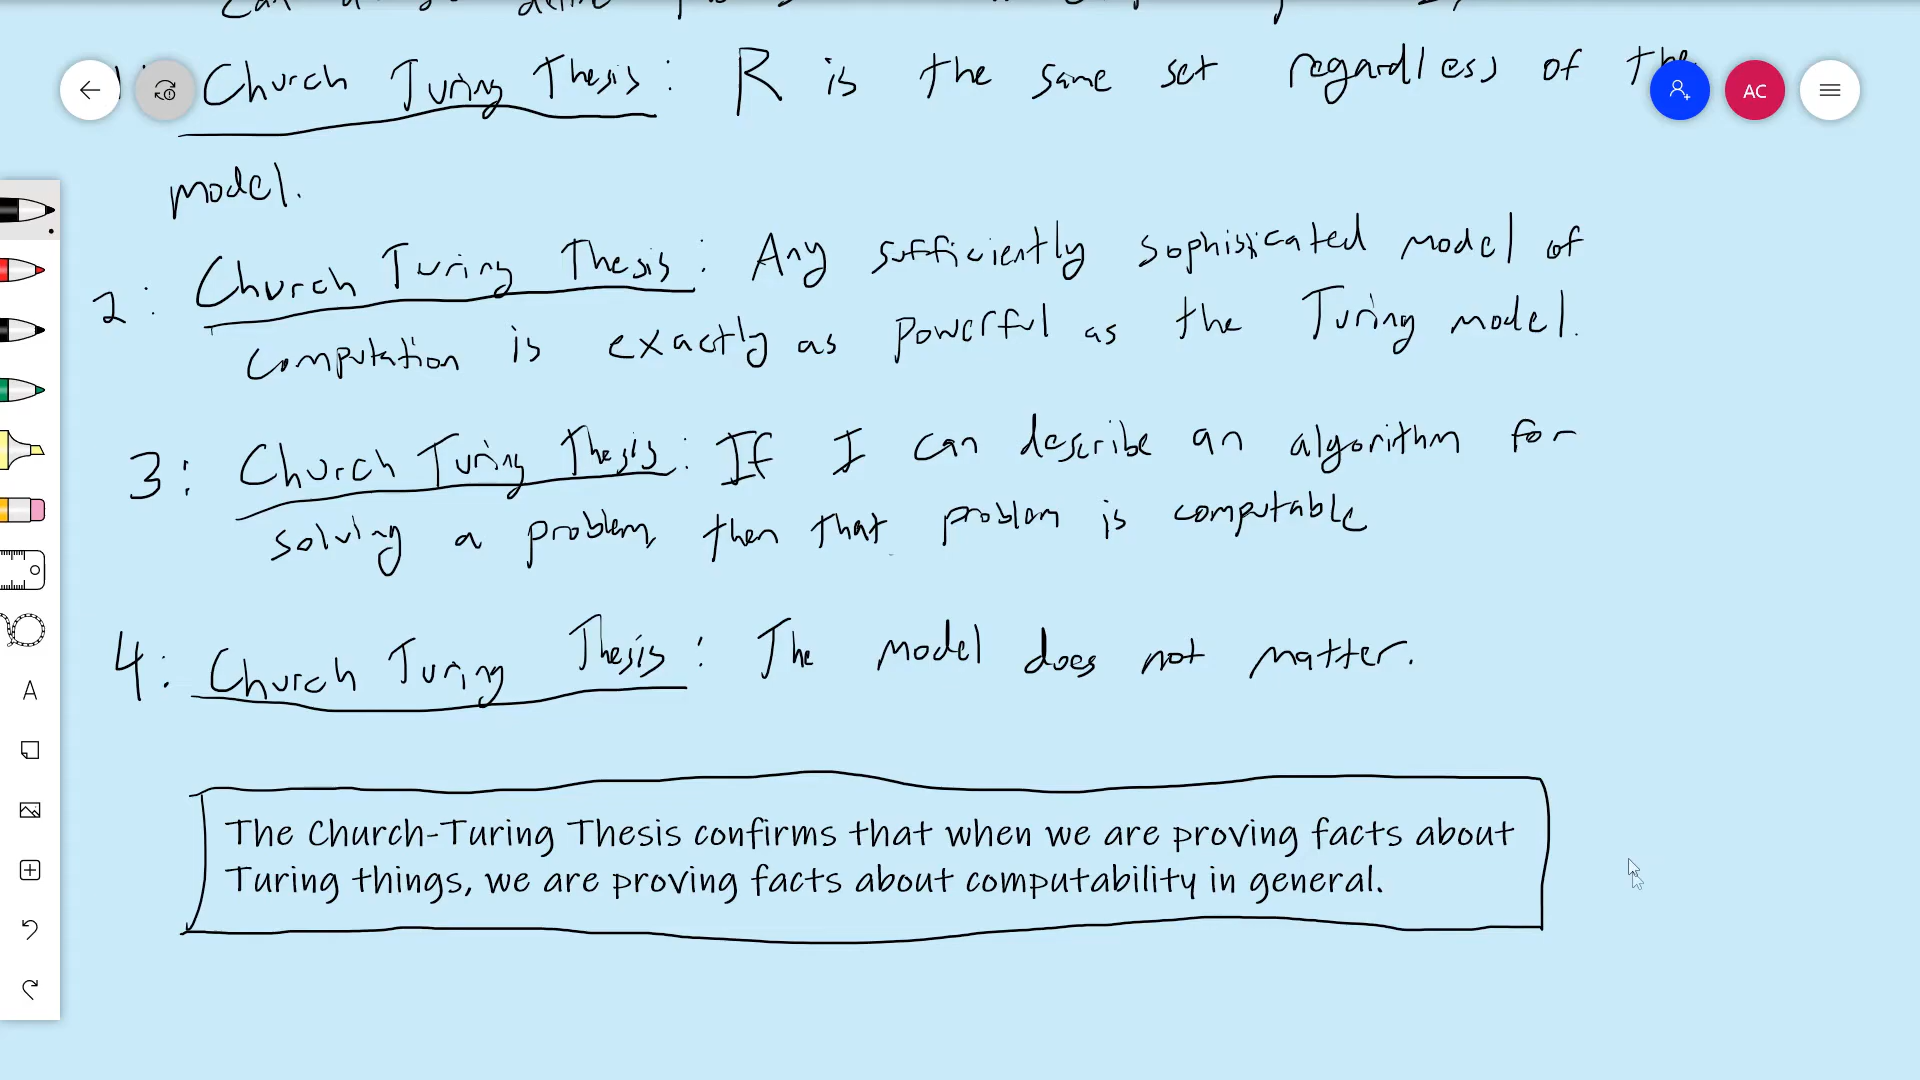 Church Turing Thesis: R is the same set regardless of the
AC
model.
2: Church Turing Thesis: Any sufficiently sophisticated model of
computation is exactly as powerful as the Turing model.
3: Church Turing Thesis: If I can describe an algorithm for
solving a problem, then that problem is computable
4: Church Turing Thesis: The model does not matter.
The Church-Turing Thesis confirms that when we are proving facts about
Turing things, we are proving facts about computability in general.
A